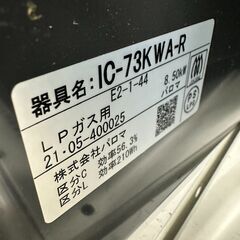 器具名: IC-73KWA-R
E2-1-44
8.50kW
LPガス用
パロマ
21.05-400025
株式会社パロマ
区分C 効率56.3%
区分L 効率210Wh